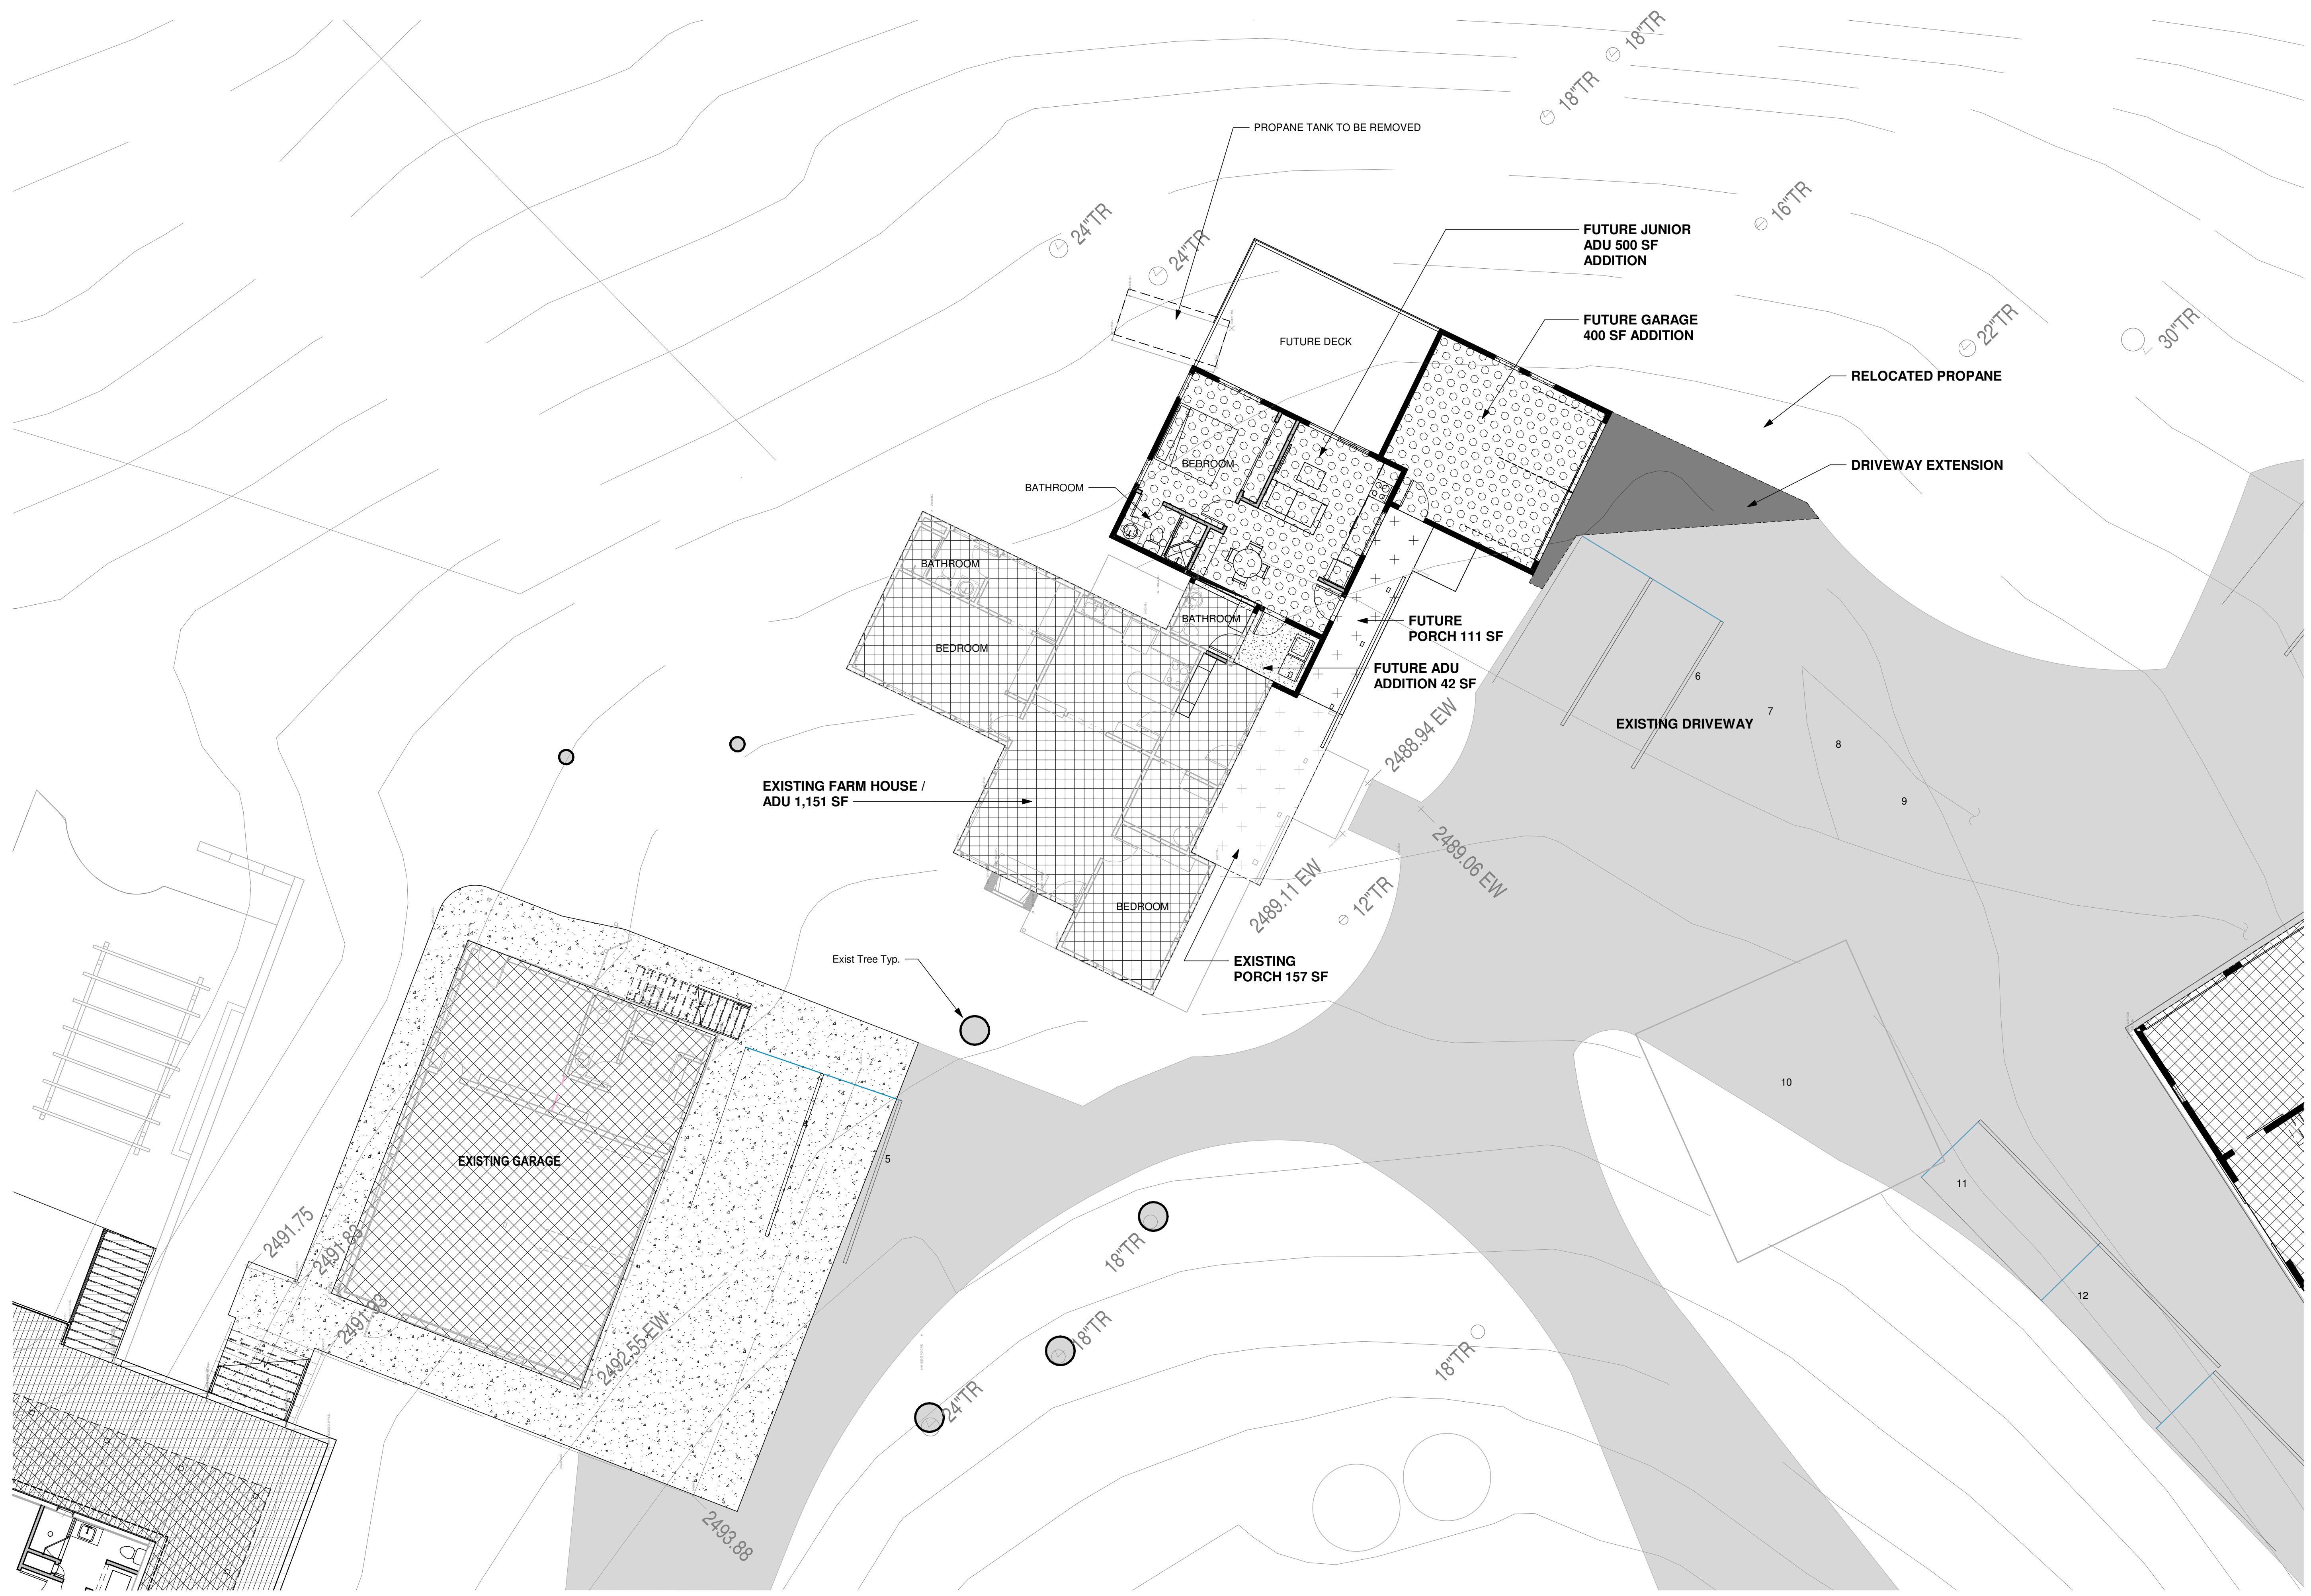 18"TR
18"TR
PROPANE TANK TO BE REMOVED
16"TR
24"TR
24"TR
FUTURE JUNIOR
ADU 500 SF
ADDITION
FUTURE GARAGE
400 SF ADDITION
22"TR
30"TR
FUTURE DECK
RELOCATED PROPANE
BEDROOM
DRIVEWAY EXTENSION
BATHROOM
BATHROOM
BATHROOM
FUTURE
PORCH 111 SF
BEDROOM
FUTURE ADU
ADDITION 42 SF
6
7
EXISTING DRIVEWAY
8
2488.94 EW
EXISTING FARM HOUSE /
ADU 1,151 SF
9
2489.06 EW
2489.11 EW
12"TR
BEDROOM
Exist Tree Typ.
EXISTING
PORCH 157 SF
10
4
5
EXISTING GARAGE
11
2491.75
2491.83
18"TR
12
2491.93
2492.55 EW
18"TR
18"TR
24"TR
2493.88